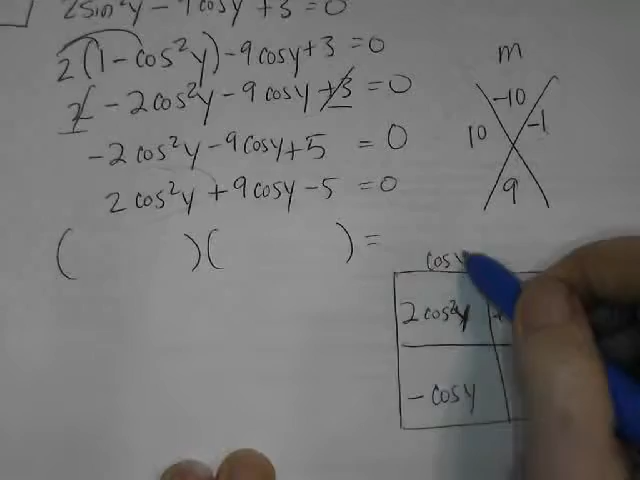 2sin²y - 9cosy + 3 = 0
2(1 - cos²y) - 9cosy + 3 = 0
2 - 2cos²y - 9cosy + 3 = 0
-2cos²y - 9cosy + 5 = 0
2cos²y + 9cosy - 5 = 0
( )( ) =
m
-10
10 -1
9
cosy
2cos²y
-cosy